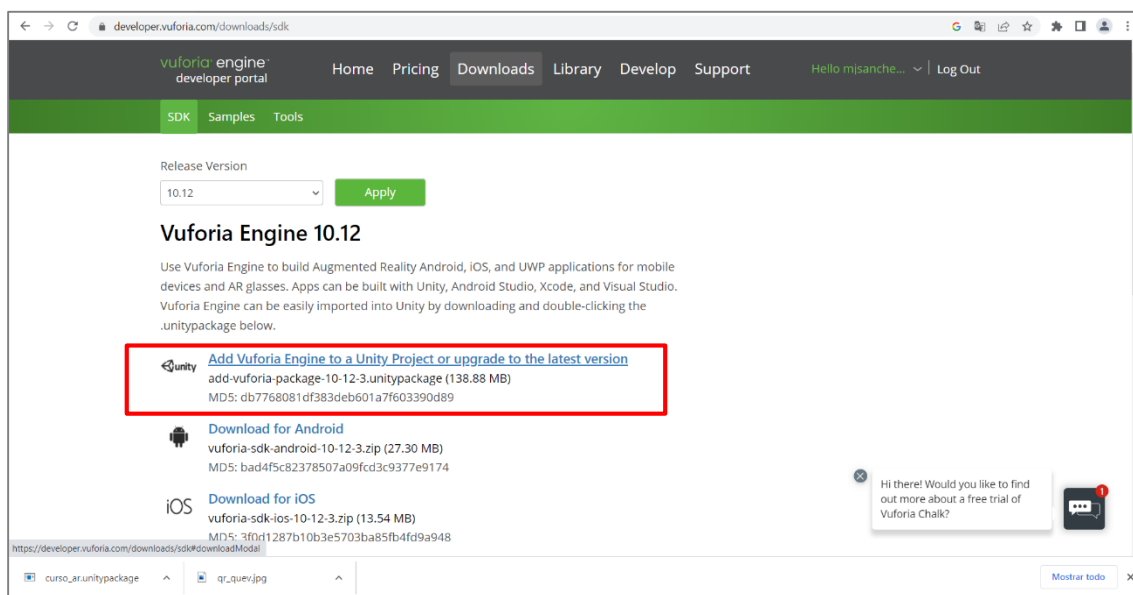 developer.vuforia.com/downloads/sdk
vuforia engine™
developer portal
Home Pricing Downloads Library Develop Support
Hello mjsanche... | Log Out
SDK Samples Tools
Release Version
10.12
Apply
Vuforia Engine 10.12
Use Vuforia Engine to build Augmented Reality Android, iOS, and UWP applications for mobile
devices and AR glasses. Apps can be built with Unity, Android Studio, Xcode, and Visual Studio.
Vuforia Engine can be easily imported into Unity by downloading and double-clicking the
.unitypackage below.
unity
Add Vuforia Engine to a Unity Project or upgrade to the latest version
add-vuforia-package-10-12-3.unitypackage (138.88 MB)
MD5: db7768081df383deb601a7f603390d89
Download for Android
vuforia-sdk-android-10-12-3.zip (27.30 MB)
MD5: bad4f5c82378507a09fcd3c9377e9174
iOS
Download for iOS
vuforia-sdk-ios-10-12-3.zip (13.54 MB)
MD5: 3f0d1287b10b3e5703ba85fb4fd9a948
Hi there! Would you like to find
out more about a free trial of
Vuforia Chalk?
1
https://developer.vuforia.com/downloads/sdk#downloadModal
curso_ar.unitypackage
qr_quev.jpg
Mostrar todo